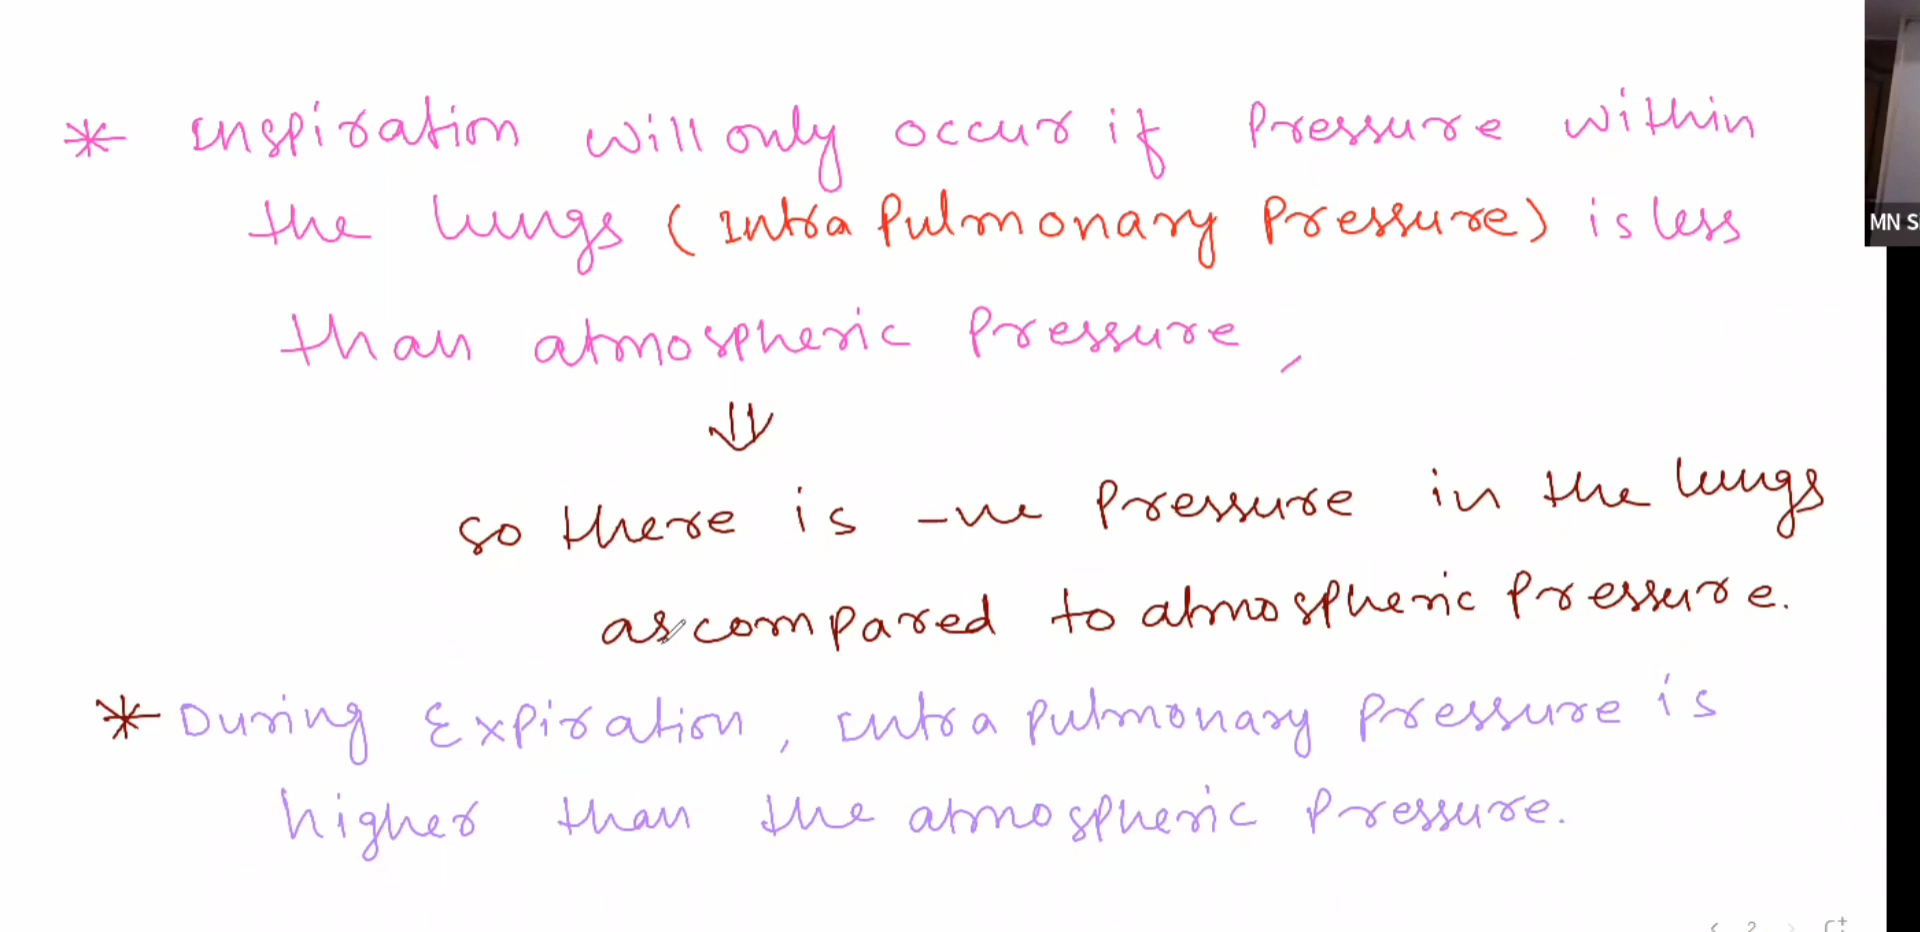 * Inspiration will only occur if Pressure within
the lungs (Intra Pulmonary Pressure) is less
than atmospheric Pressure,
⇓
so there is -ve Pressure in the lungs
as compared to atmospheric Pressure.
* During Expiration, intra pulmonary pressure is
higher than the atmospheric pressure.
MN S
< 2 >